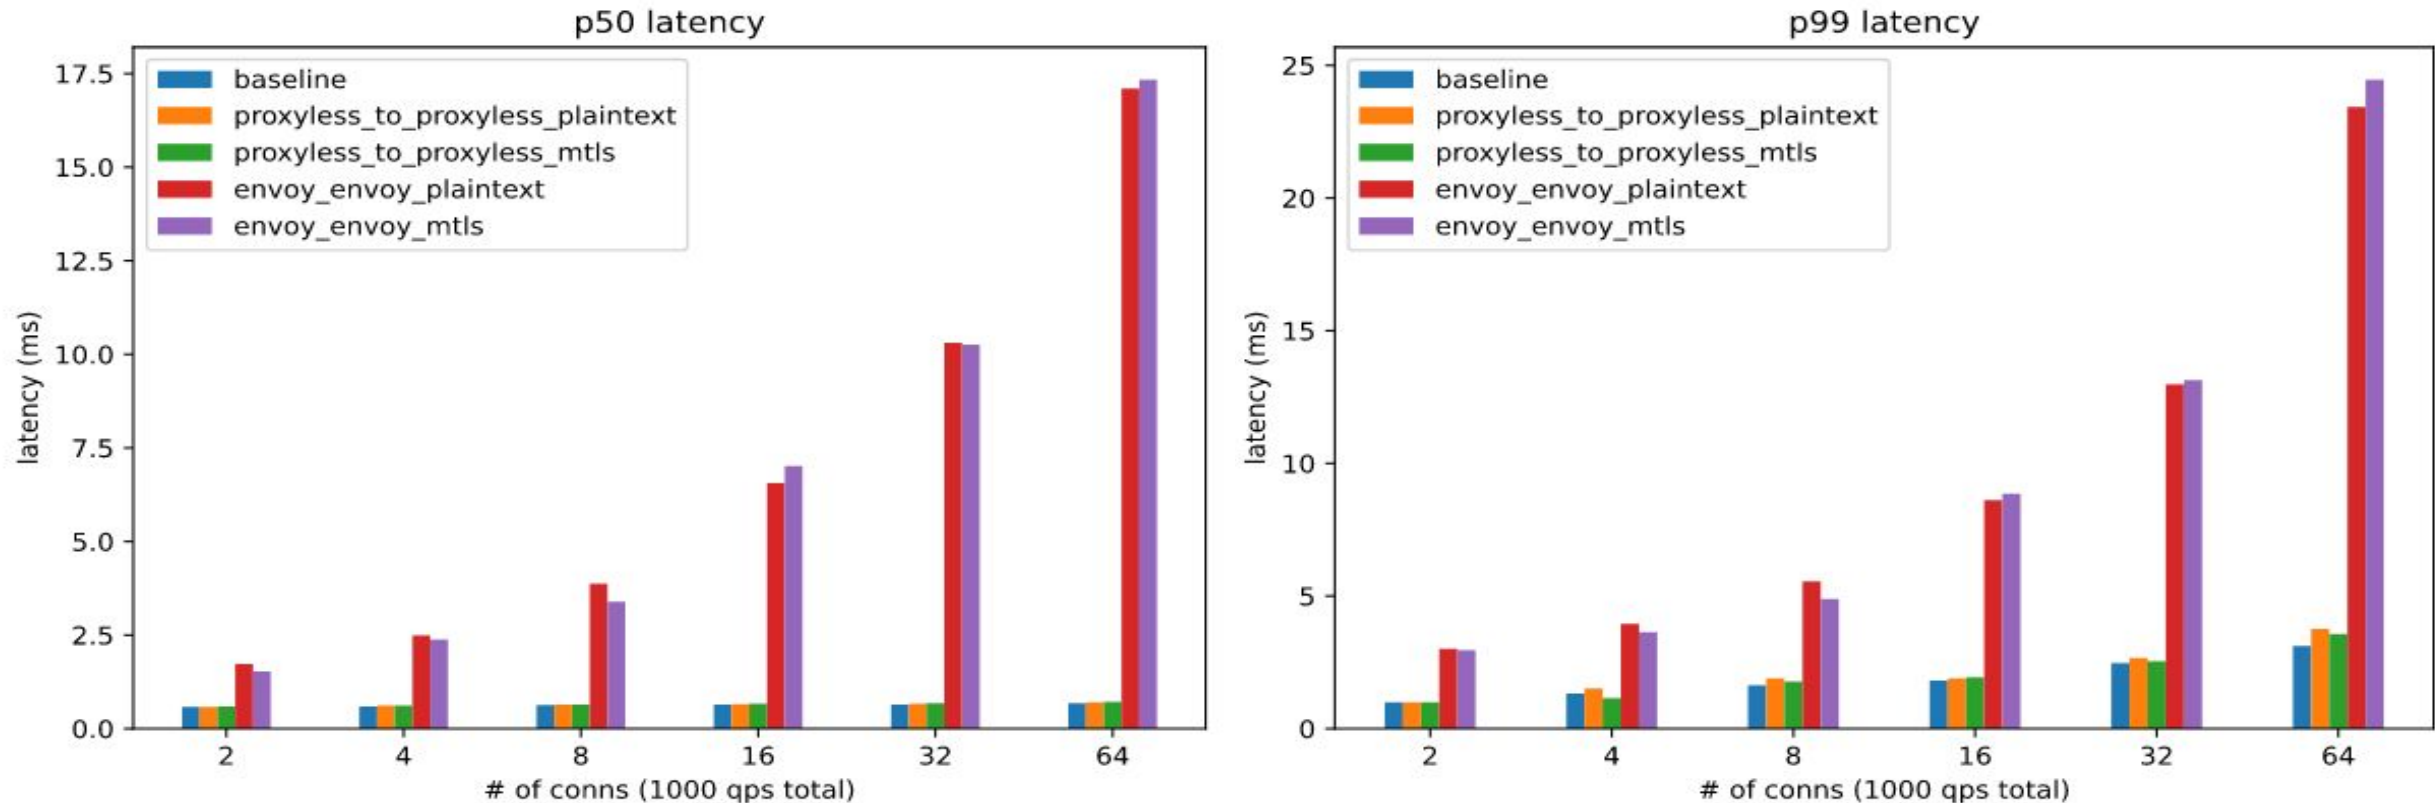 p50 latency
17.5
15.0
12.5
10.0
7.5
5.0
2.5
0.0
latency (ms)
baseline
proxyless_to_proxyless_plaintext
proxyless_to_proxyless_mtls
envoy_envoy_plaintext
envoy_envoy_mtls
2 4 8 16 32 64
# of conns (1000 qps total)
p99 latency
25
20
15
10
5
0
latency (ms)
baseline
proxyless_to_proxyless_plaintext
proxyless_to_proxyless_mtls
envoy_envoy_plaintext
envoy_envoy_mtls
2 4 8 16 32 64
# of conns (1000 qps total)